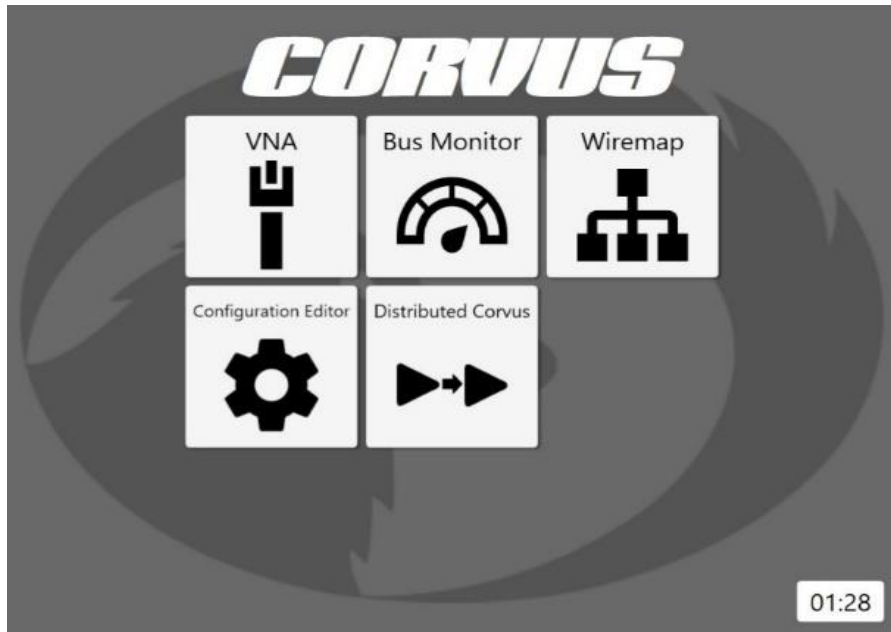 CORVUS
VNA
Bus Monitor
Wiremap
Configuration Editor
Distributed Corvus
01:28